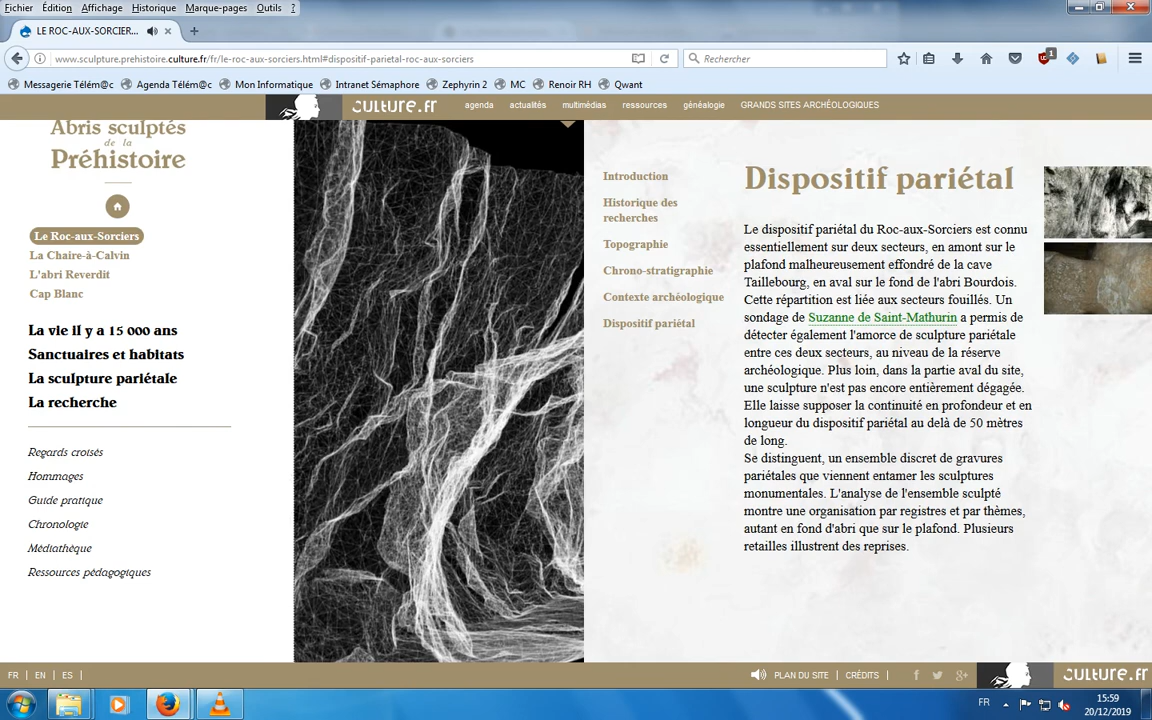 Fichier Édition Affichage Historique Marque-pages Outils ?
LE ROC-AUX-SORCIER...
www.sculpture.prehistoire.culture.fr/fr/le-roc-aux-sorciers.html#dispositif-parietal-roc-aux-sorciers
Rechercher
1
Messagerie Télém@c Agenda Télém@c Mon Informatique Intranet Sémaphore Zephyrin 2 MC Renoir RH Qwant
culture.fr agenda actualités multimédias ressources généalogie GRANDS SITES ARCHÉOLOGIQUES
Abris sculptés
de la
Préhistoire
Le Roc-aux-Sorciers
La Chaire-à-Calvin
L'abri Reverdit
Cap Blanc
La vie il y a 15 000 ans
Sanctuaires et habitats
La sculpture pariétale
La recherche
Regards croisés
Hommages
Guide pratique
Chronologie
Médiathèque
Ressources pédagogiques
Introduction
Historique des
recherches
Topographie
Chrono-stratigraphie
Contexte archéologique
Dispositif pariétal
Dispositif pariétal
Le dispositif pariétal du Roc-aux-Sorciers est connu
essentiellement sur deux secteurs, en amont sur le
plafond malheureusement effondré de la cave
Taillebourg, en aval sur le fond de l'abri Bourdois.
Cette répartition est liée aux secteurs fouillés. Un
sondage de Suzanne de Saint-Mathurin a permis de
détecter également l'amorce de sculpture pariétale
entre ces deux secteurs, au niveau de la réserve
archéologique. Plus loin, dans la partie aval du site,
une sculpture n'est pas encore entièrement dégagée.
Elle laisse supposer la continuité en profondeur et en
longueur du dispositif pariétal au delà de 50 mètres
de long.
Se distinguent, un ensemble discret de gravures
pariétales que viennent entamer les sculptures
monumentales. L'analyse de l'ensemble sculpté
montre une organisation par registres et par thèmes,
autant en fond d'abri que sur le plafond. Plusieurs
retailles illustrent des reprises.
FR | EN | ES |
PLAN DU SITE | CRÉDITS |
culture.fr
FR
15:59
20/12/2019